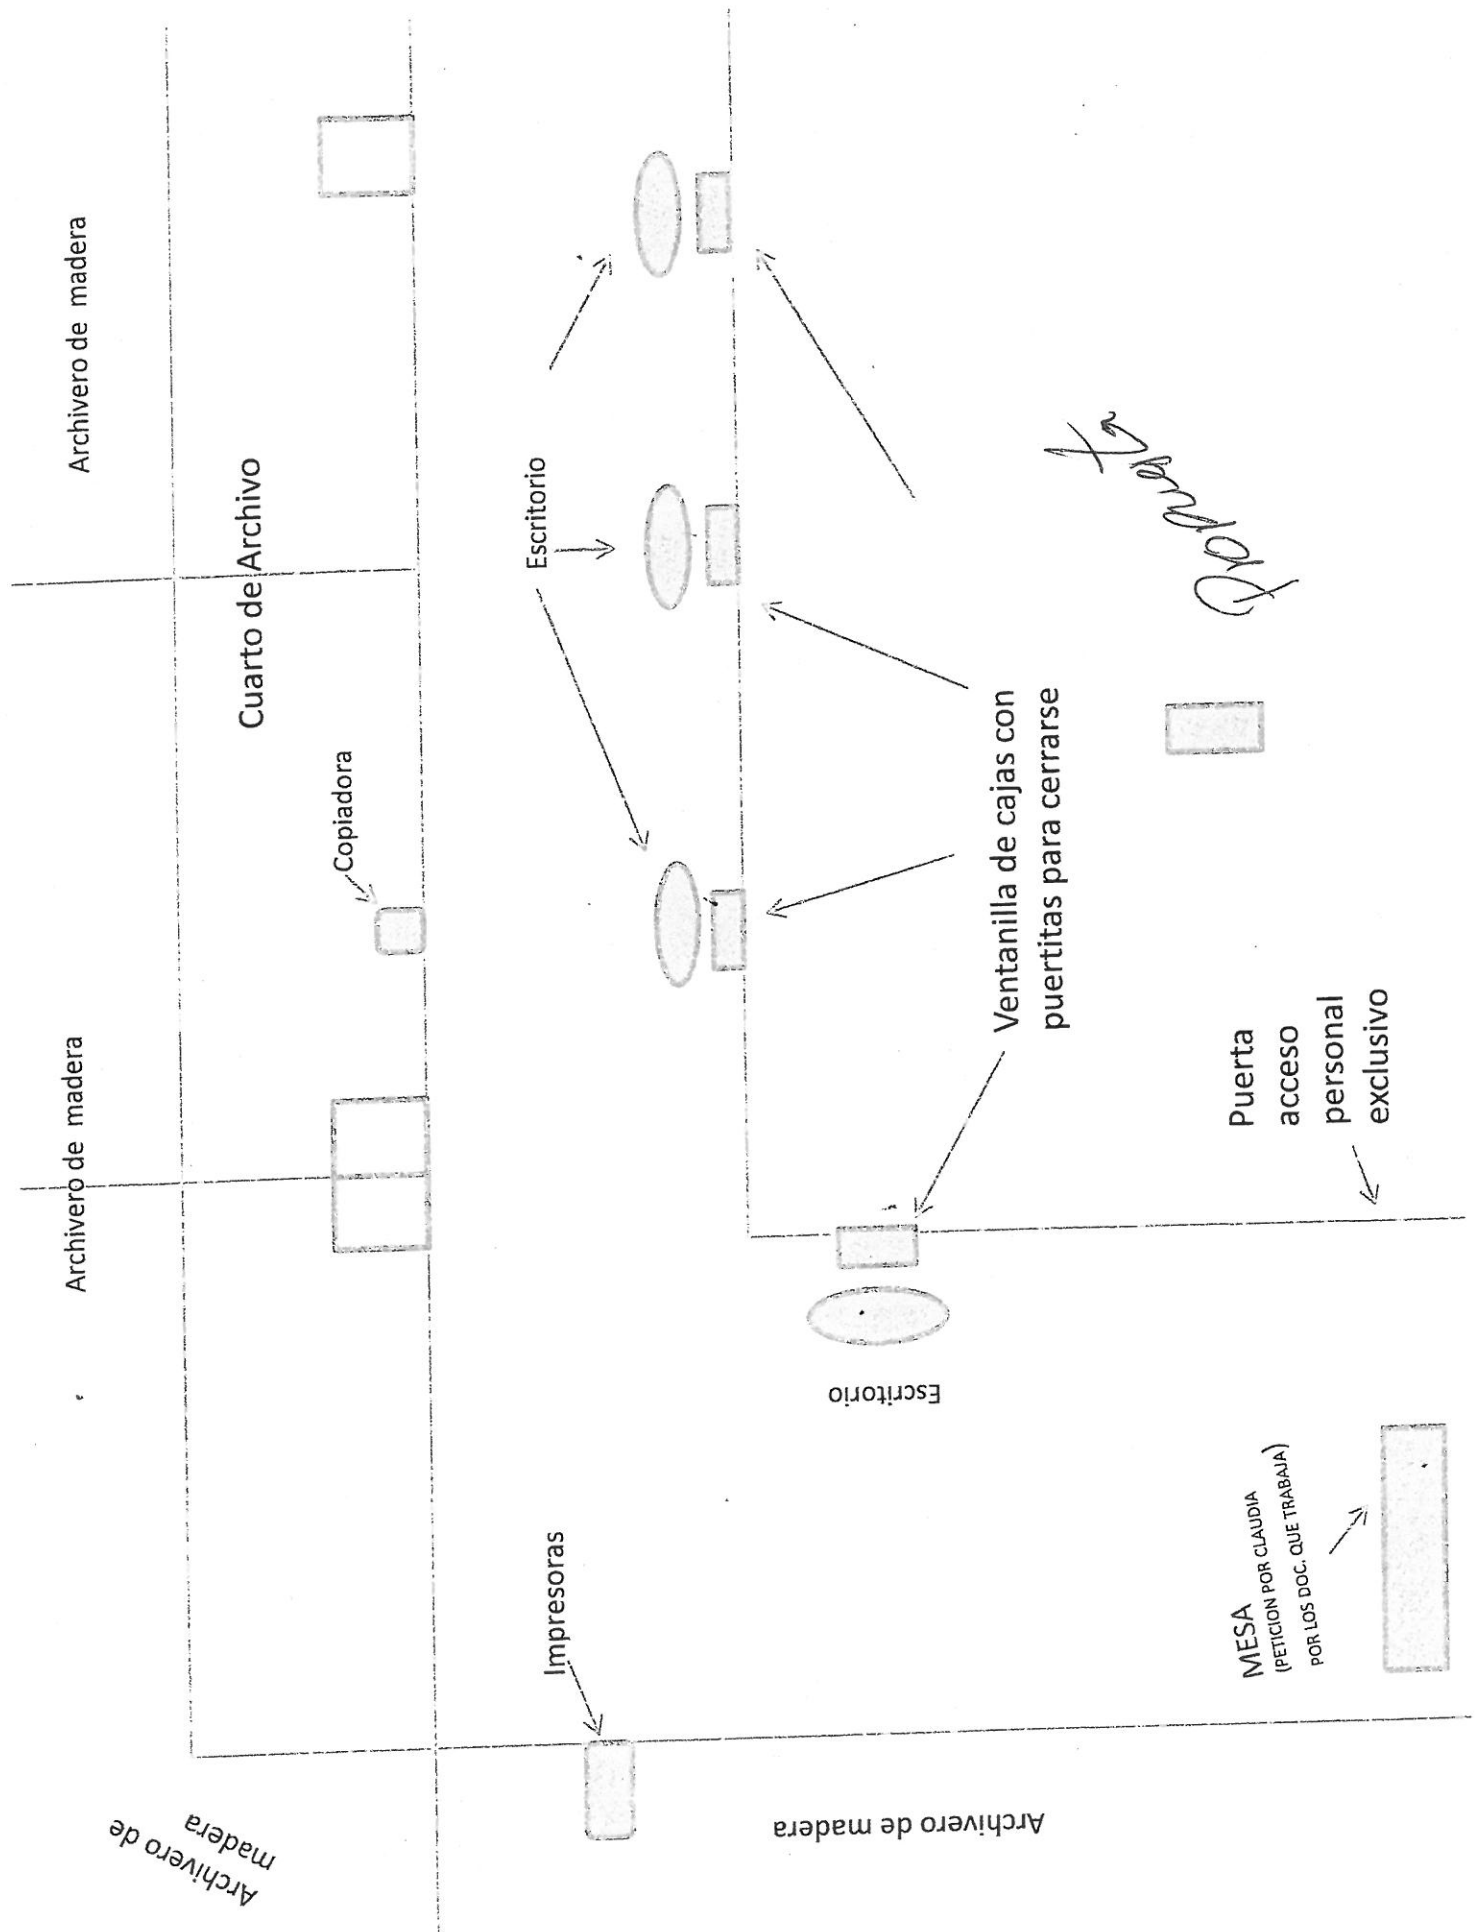 Archivero de madera
Archivero de madera
Archivero de
madera
Cuarto de Archivo
Copiadora
Escritorio
Impresoras
Escritorio
Archivero de madera
Ventanilla de cajas con
puertitas para cerrarse
Puerta
acceso
personal
exclusivo
MESA
(PETICION POR CLAUDIA
POR LOS DOC. QUE TRABAJA)